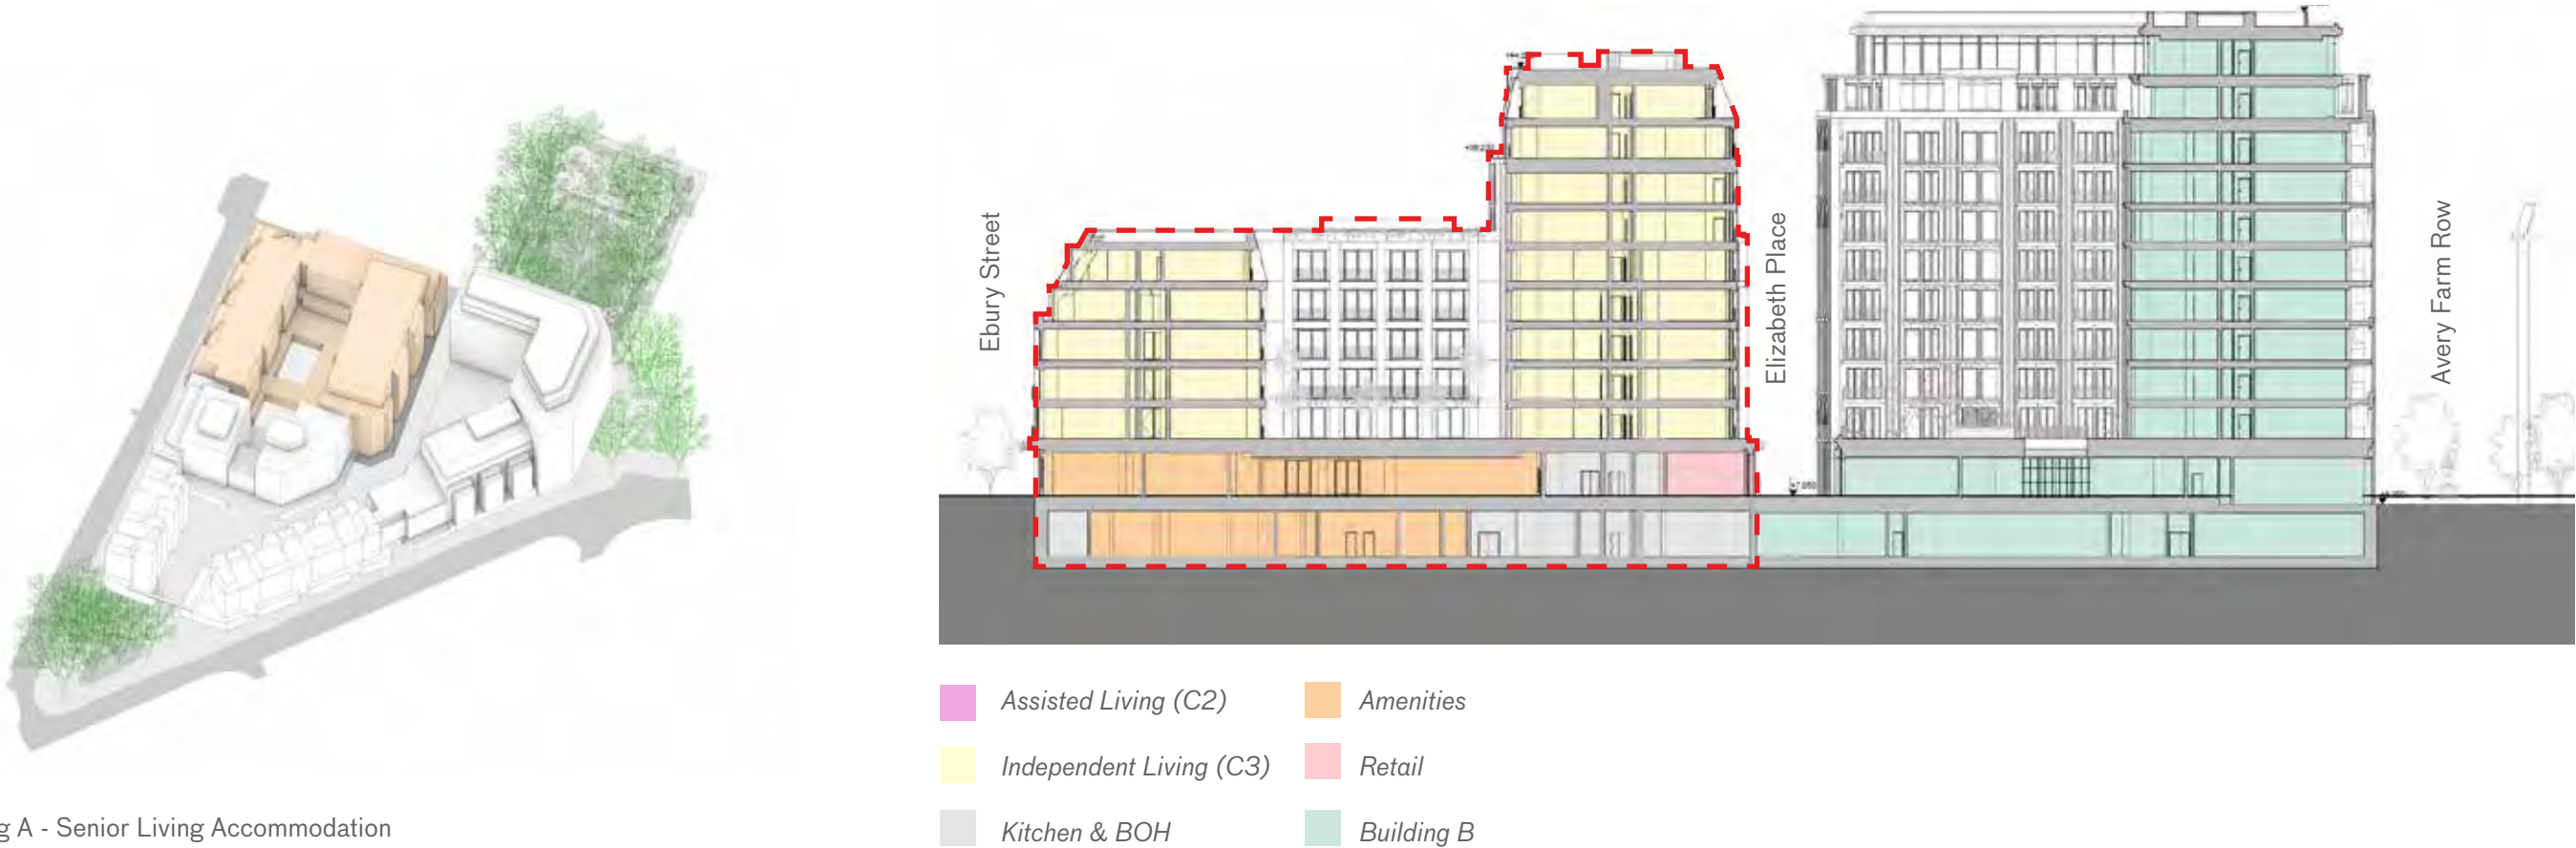 Ebury Street
Elizabeth Place
Avery Farm Row
Assisted Living (C2)
Amenities
Independent Living (C3)
Retail
Kitchen & BOH
Building B
g A - Senior Living Accommodation